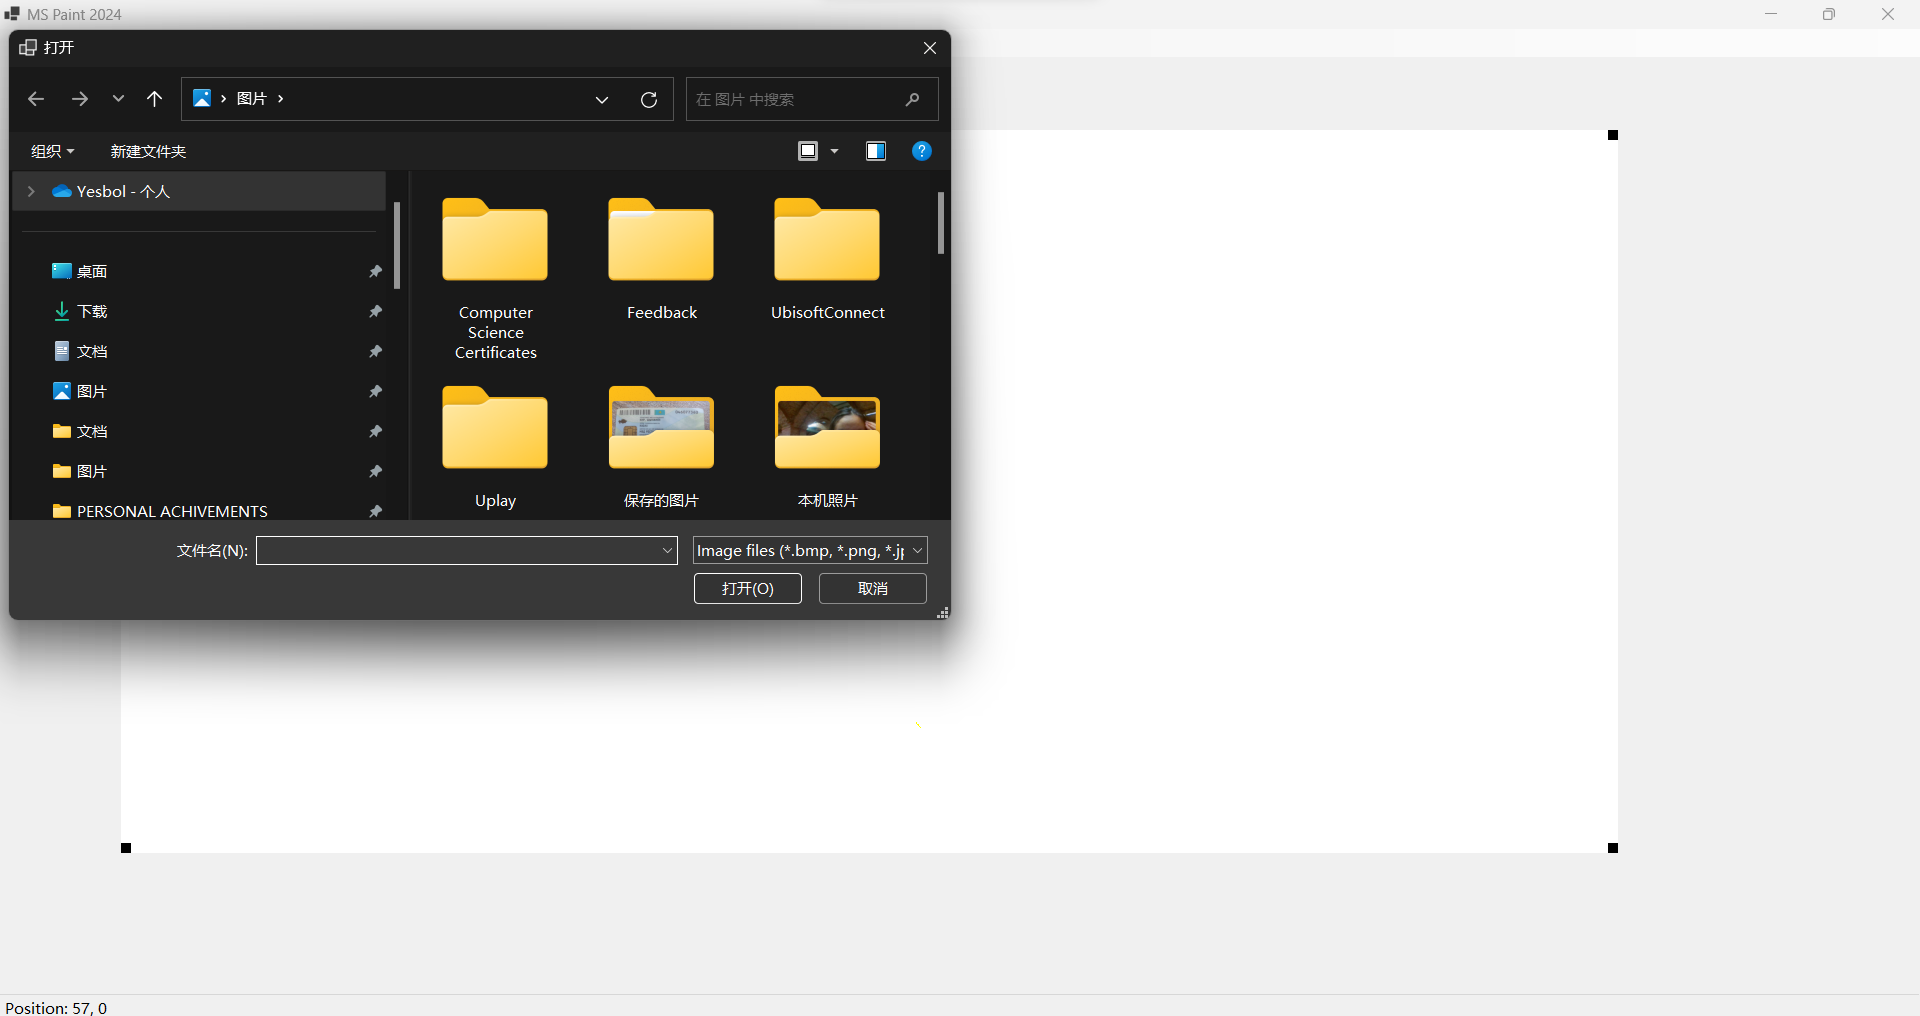 MS Paint 2024
打开
图片
在 图片 中搜索
组织
新建文件夹
Yesbol - 个人
桌面
下载
文档
图片
文档
图片
PERSONAL ACHIVEMENTS
Computer
Science
Certificates
Feedback
UbisoftConnect
Uplay
保存的图片
本机照片
文件名(N):
Image files (*.bmp, *.png, *.j
打开(O)
取消
Position: 57, 0